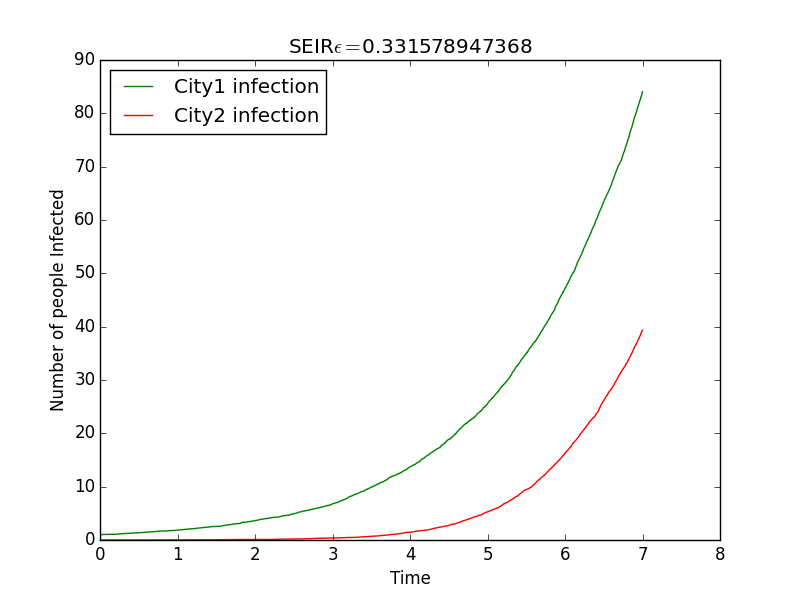 SEIRϵ=0.331578947368
90
80
70
60
50
40
30
20
10
0
City1 infection
City2 infection
Number of people Infected
0 1 2 3 4 5 6 7 8
Time